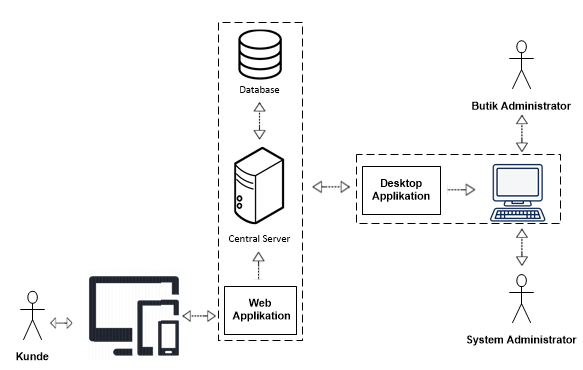 Database
Butik Administrator
Desktop
Applikation
Central Server
Web
Applikation
System Administrator
Kunde